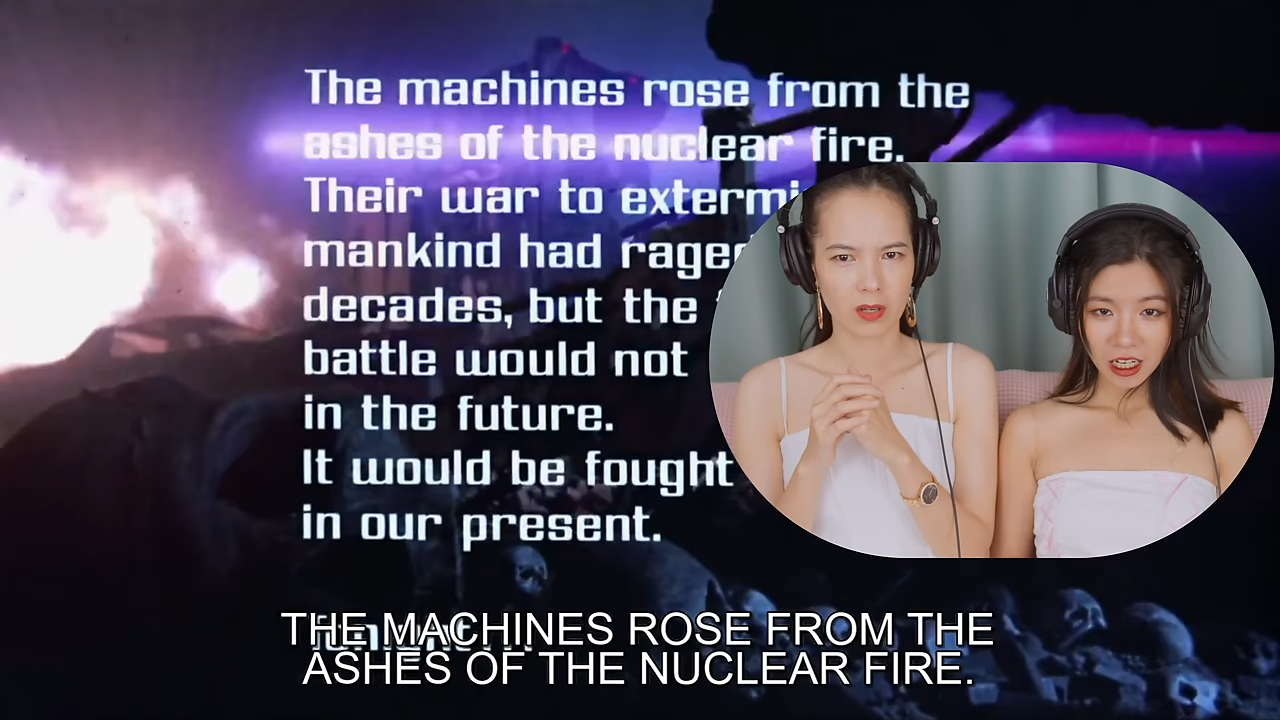 The machines rose from the
ashes of the nuclear fire.
Their war to extermi
mankind had raged
decades, but the
battle would not
in the future.
It would be fought
in our present.
THE MACHINES ROSE FROM THE
ASHES OF THE NUCLEAR FIRE.